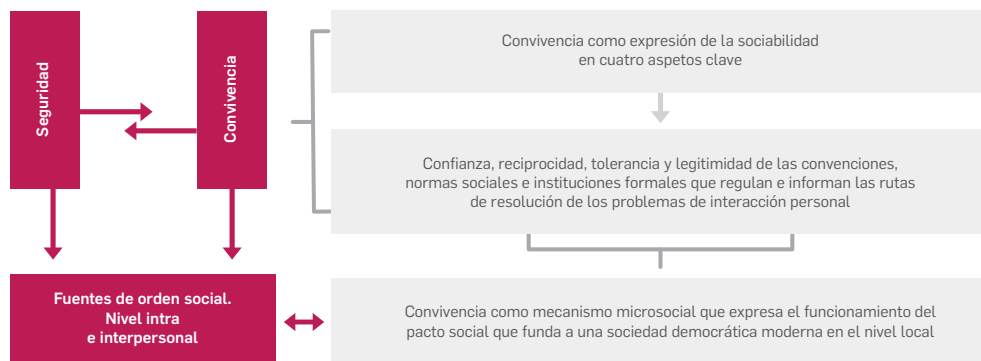 Seguridad
Convivencia
Convivencia como expresión de la sociabilidad
en cuatro aspetos clave
Confianza, reciprocidad, tolerancia y legitimidad de las convenciones,
normas sociales e instituciones formales que regulan e informan las rutas
de resolución de los problemas de interacción personal
Fuentes de orden social.
Nivel intra
e interpersonal
Convivencia como mecanismo microsocial que expresa el funcionamiento del
pacto social que funda a una sociedad democrática moderna en el nivel local